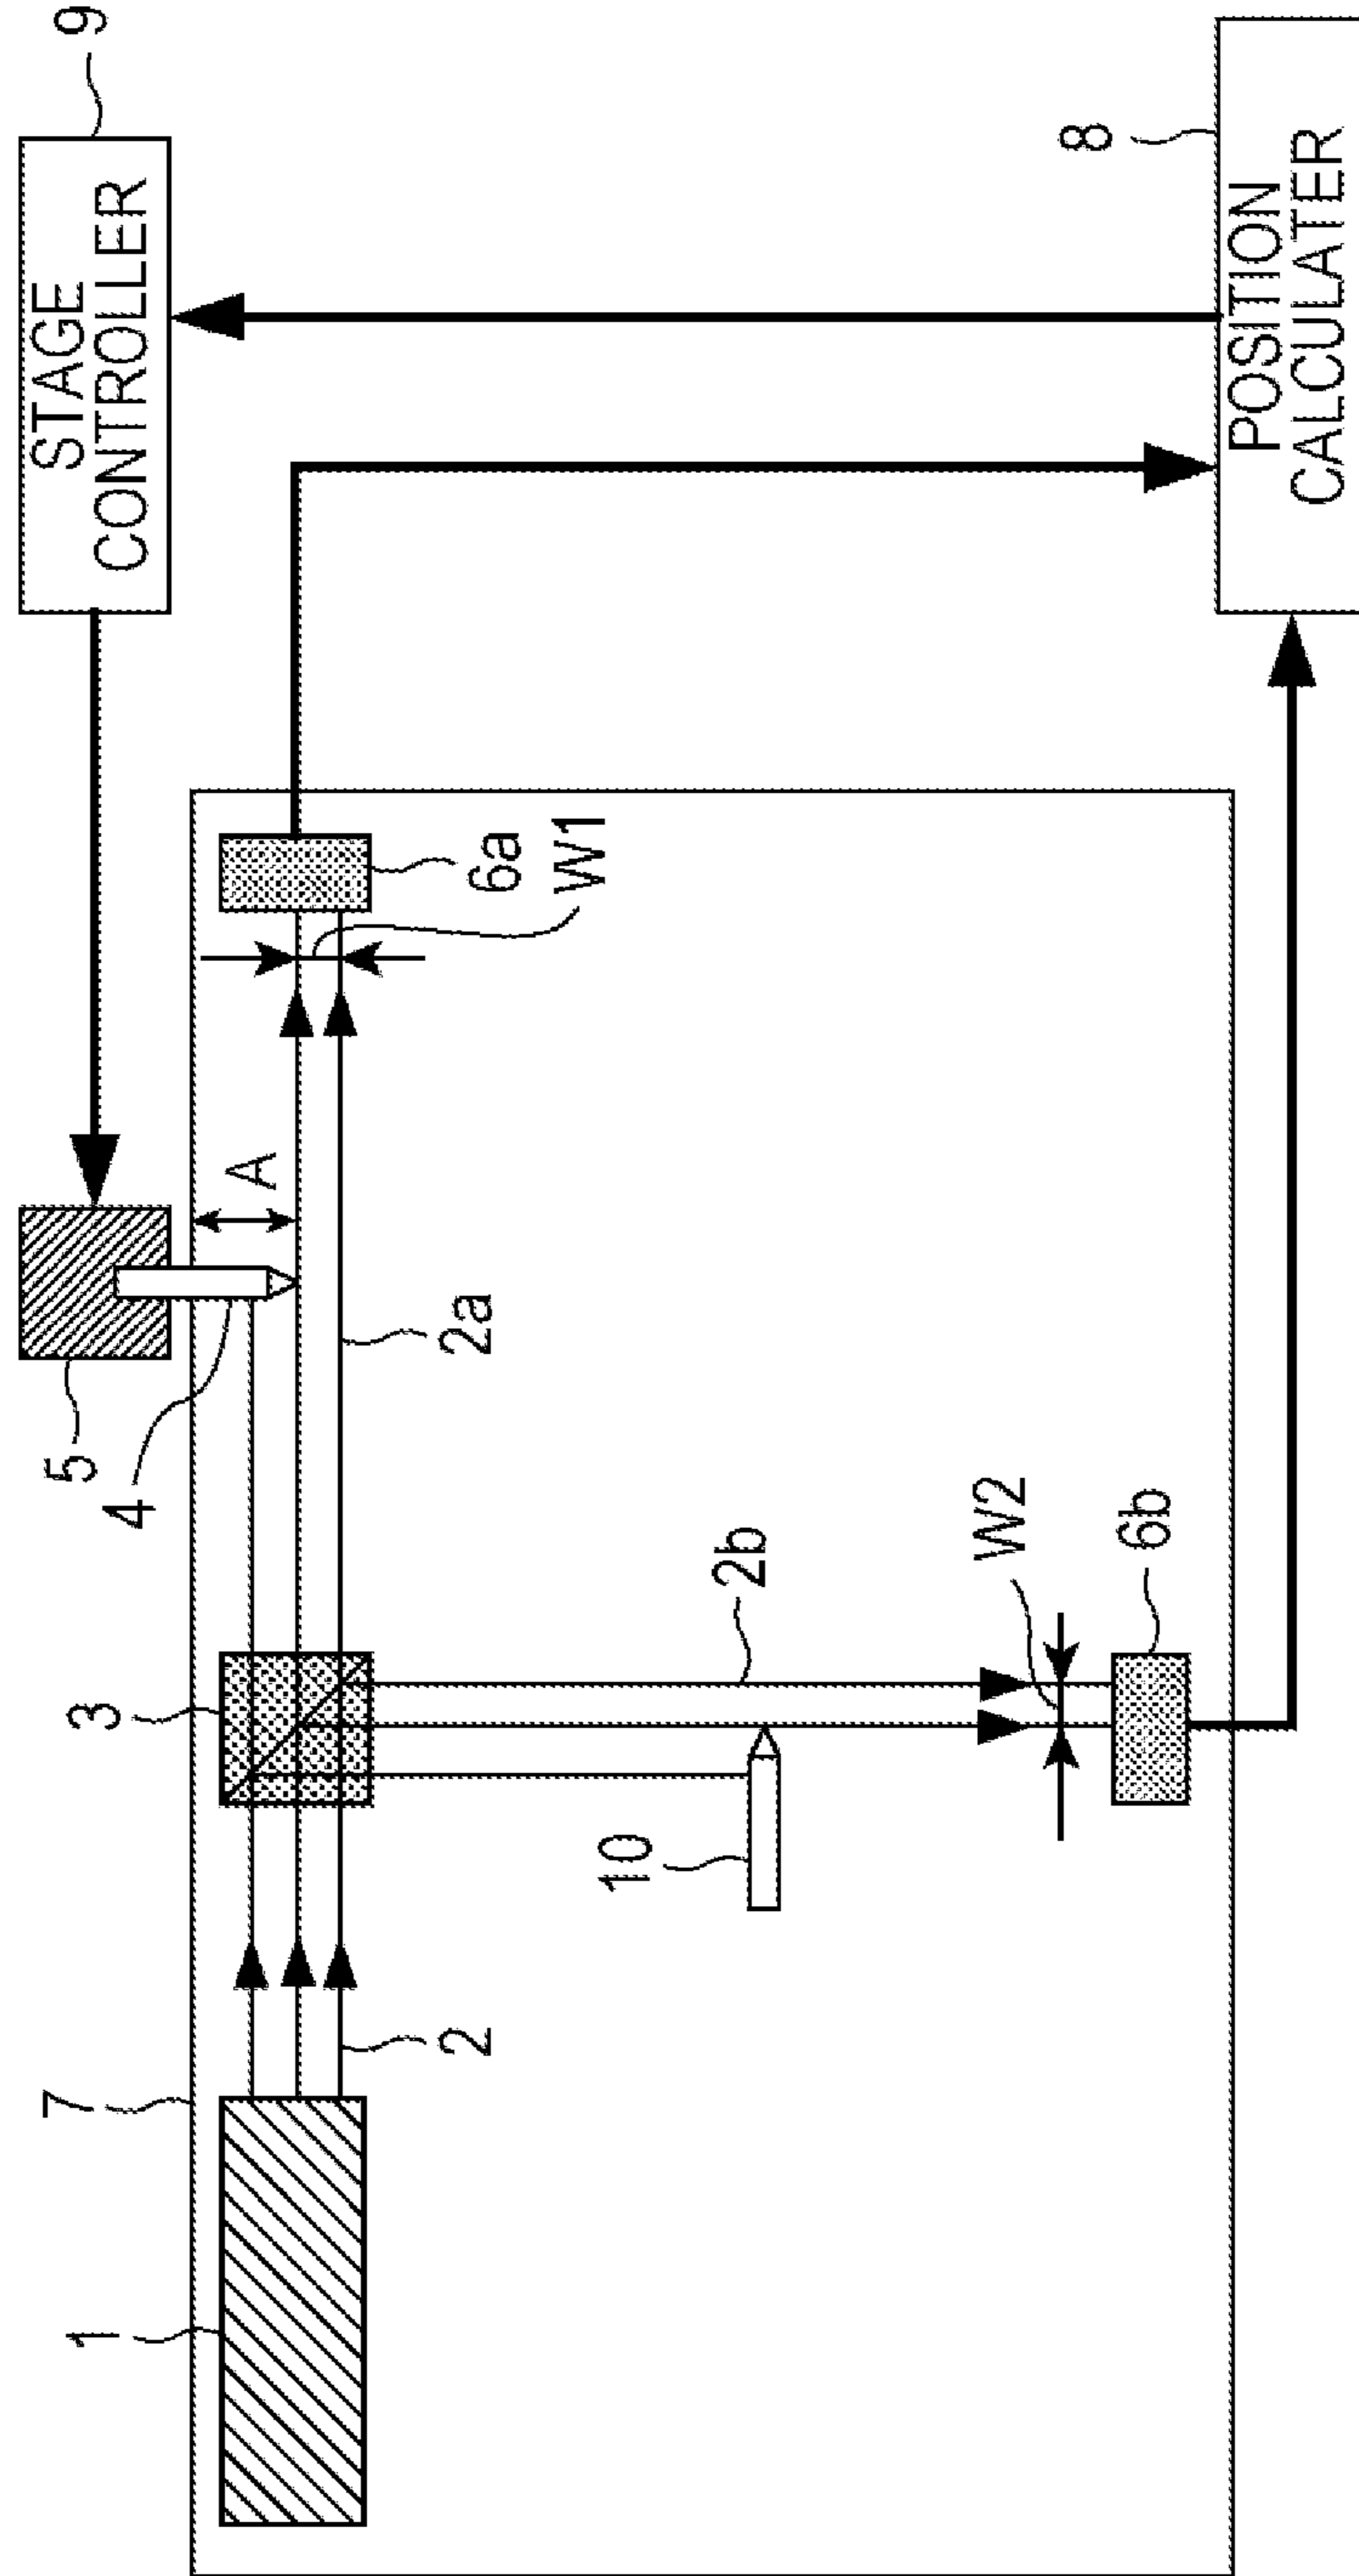 9
STAGE
CONTROLLER
8
POSITION
CALCULATER
6a
W1
A
2a
5
4
W2
6b
2b
3
10
2
7
1